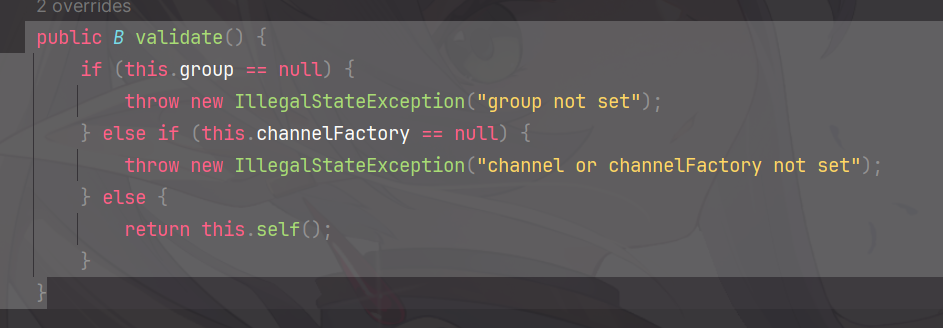 2 overrides
public B validate() {
    if (this.group == null) {
        throw new IllegalStateException("group not set");
    } else if (this.channelFactory == null) {
        throw new IllegalStateException("channel or channelFactory not set");
    } else {
        return this.self();
    }
}